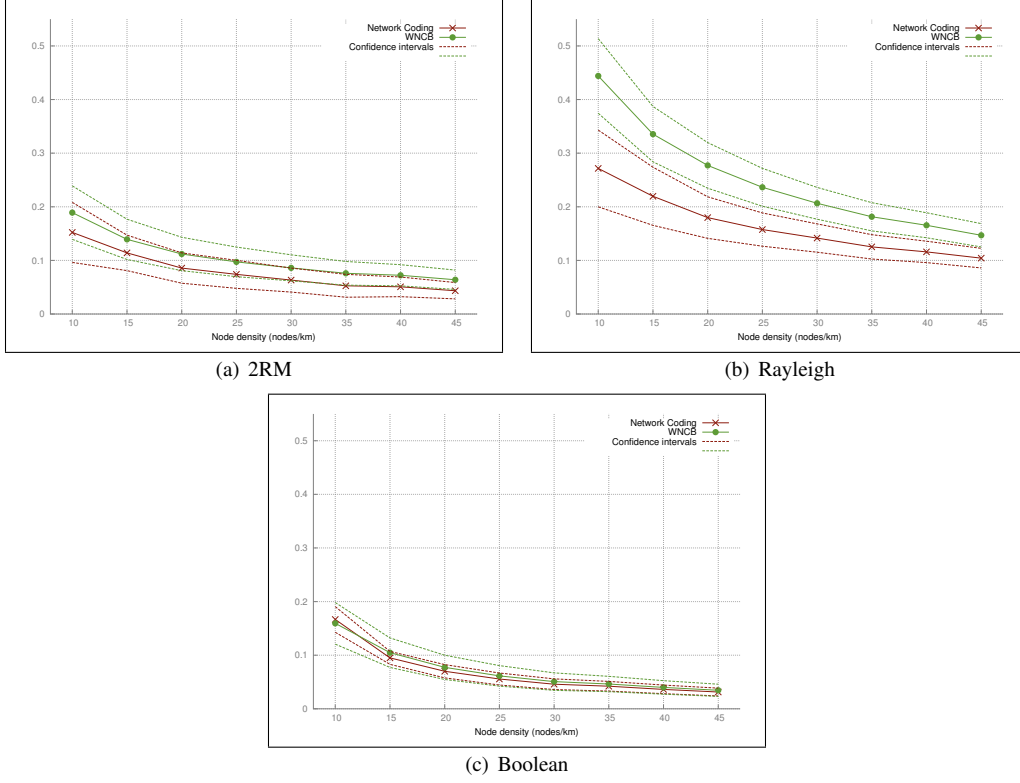 Network Coding
WNCB
Confidence intervals
0.5
0.4
0.3
0.2
0.1
0
10 15 20 25 30 35 40 45
Node density (nodes/km)
(a) 2RM
Network Coding
WNCB
Confidence intervals
0.5
0.4
0.3
0.2
0.1
0
10 15 20 25 30 35 40 45
Node density (nodes/km)
(b) Rayleigh
Network Coding
WNCB
Confidence intervals
0.5
0.4
0.3
0.2
0.1
0
10 15 20 25 30 35 40 45
Node density (nodes/km)
(c) Boolean